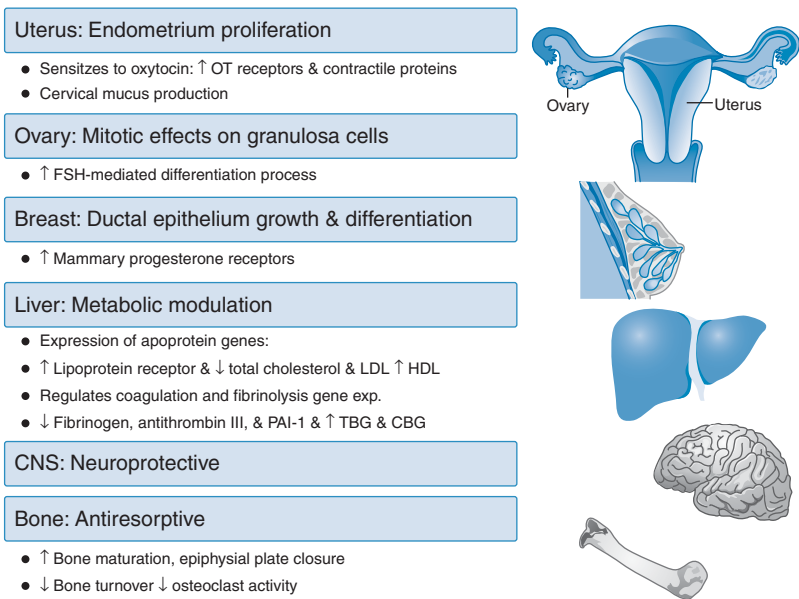 Uterus: Endometrium proliferation
• Sensitzes to oxytocin: ↑ OT receptors & contractile proteins
• Cervical mucus production
Ovary
Uterus
Ovary: Mitotic effects on granulosa cells
• ↑ FSH-mediated differentiation process
Breast: Ductal epithelium growth & differentiation
• ↑ Mammary progesterone receptors
Liver: Metabolic modulation
• Expression of apoprotein genes:
• ↑ Lipoprotein receptor & ↓ total cholesterol & LDL ↑ HDL
• Regulates coagulation and fibrinolysis gene exp.
• ↓ Fibrinogen, antithrombin III, & PAI-1 & ↑ TBG & CBG
CNS: Neuroprotective
Bone: Antiresorptive
• ↑ Bone maturation, epiphysial plate closure
• ↓ Bone turnover ↓ osteoclast activity